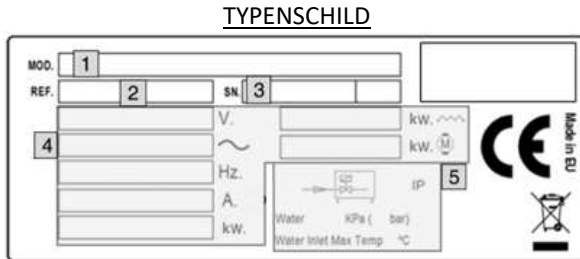 TYPENSCHILD
MOD. 1
REF. 2 SN. 3
4 V. kw.
kw. M
Hz.
A. IP 5
kw. Water KPa ( bar)
Water Inlet Max Temp °C
CE
Made in EU